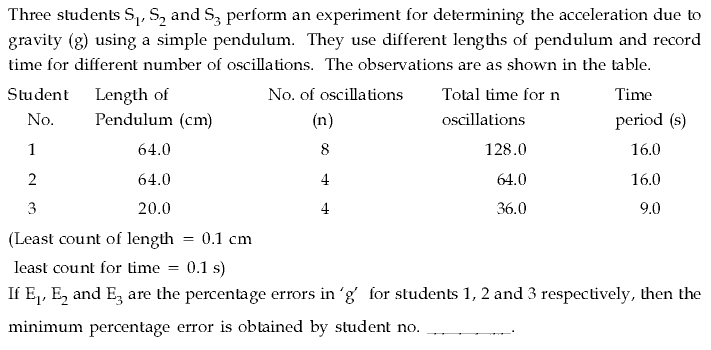 Three students S₁, S₂ and S₃ perform an experiment for determining the acceleration due to
gravity (g) using a simple pendulum. They use different lengths of pendulum and record
time for different number of oscillations. The observations are as shown in the table.
Student Length of No. of oscillations Total time for n Time
No. Pendulum (cm) (n) oscillations period (s)
1 64.0 8 128.0 16.0
2 64.0 4 64.0 16.0
3 20.0 4 36.0 9.0
(Least count of length = 0.1 cm
least count for time = 0.1 s)
If E₁, E₂ and E₃ are the percentage errors in 'g' for students 1, 2 and 3 respectively, then the
minimum percentage error is obtained by student no. ________.